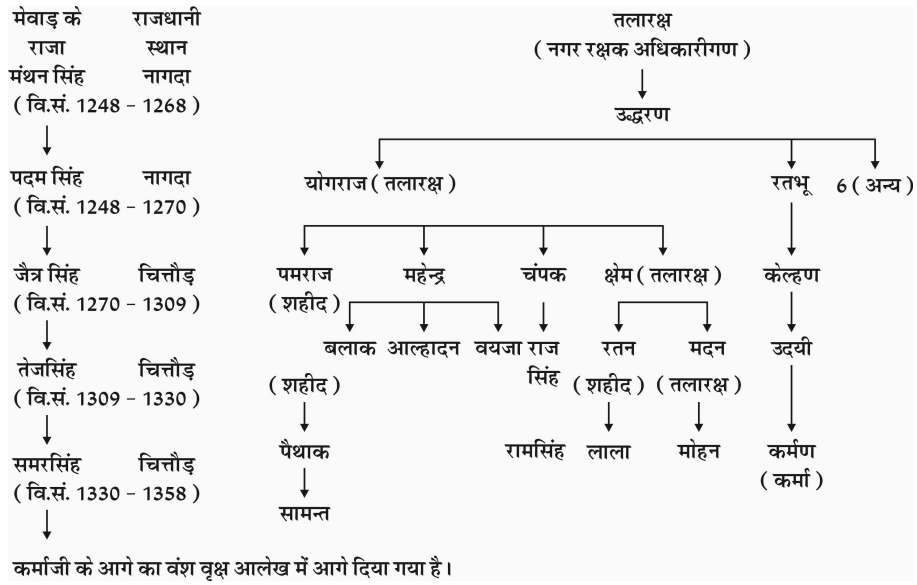 मेवाड़ के राजधानी तलारक्ष
राजा स्थान ( नगर रक्षक अधिकारीगण )
मंथन सिंह नागदा
( वि.सं. 1248 – 1268) उद्धरण
पदम सिंह नागदा योगराज ( तलारक्ष ) रतभू 6 ( अन्य )
( वि.सं. 1248 – 1270)
जैत्र सिंह चित्तौड़ पमराज महेन्द्र चंपक क्षेम ( तलारक्ष ) केल्हण
( वि.सं. 1270 – 1309) (शहीद)
बलाक आल्हादन वयजा राज रतन मदन उदयी
तेजसिंह चित्तौड़ सिंह
( वि.सं. 1309 – 1330) (शहीद) (शहीद) (तलारक्ष)
पैथाक रामसिंह लाला मोहन कर्मण
समरसिंह चित्तौड़ ( कर्मा )
( वि.सं. 1330 – 1358)
सामन्त
कर्माजी के आगे का वंश वृक्ष आलेख में आगे दिया गया है।